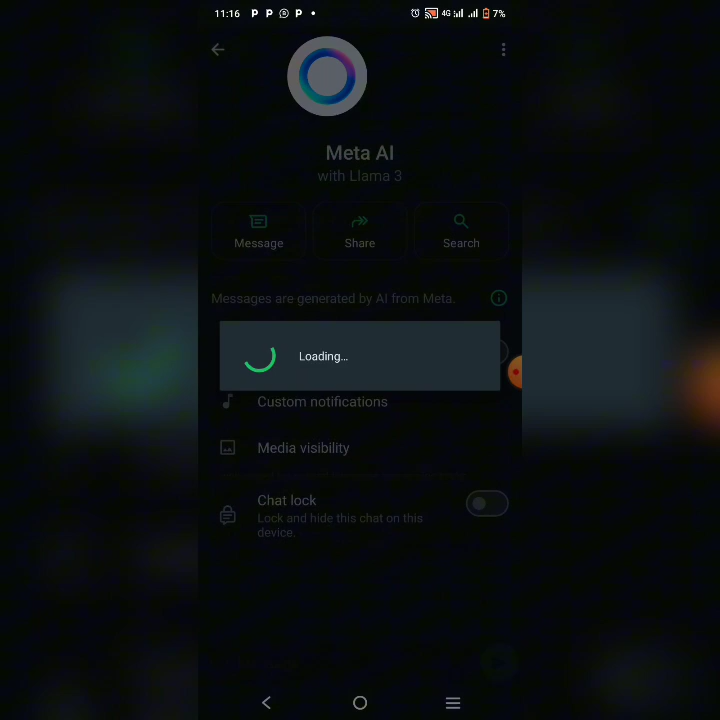 11:16 P P P 4G 7%
Meta AI
with Llama 3
Message Share Search
Messages are generated by AI from Meta.
Loading...
Custom notifications
Media visibility
Chat lock
Lock and hide this chat on this
device.